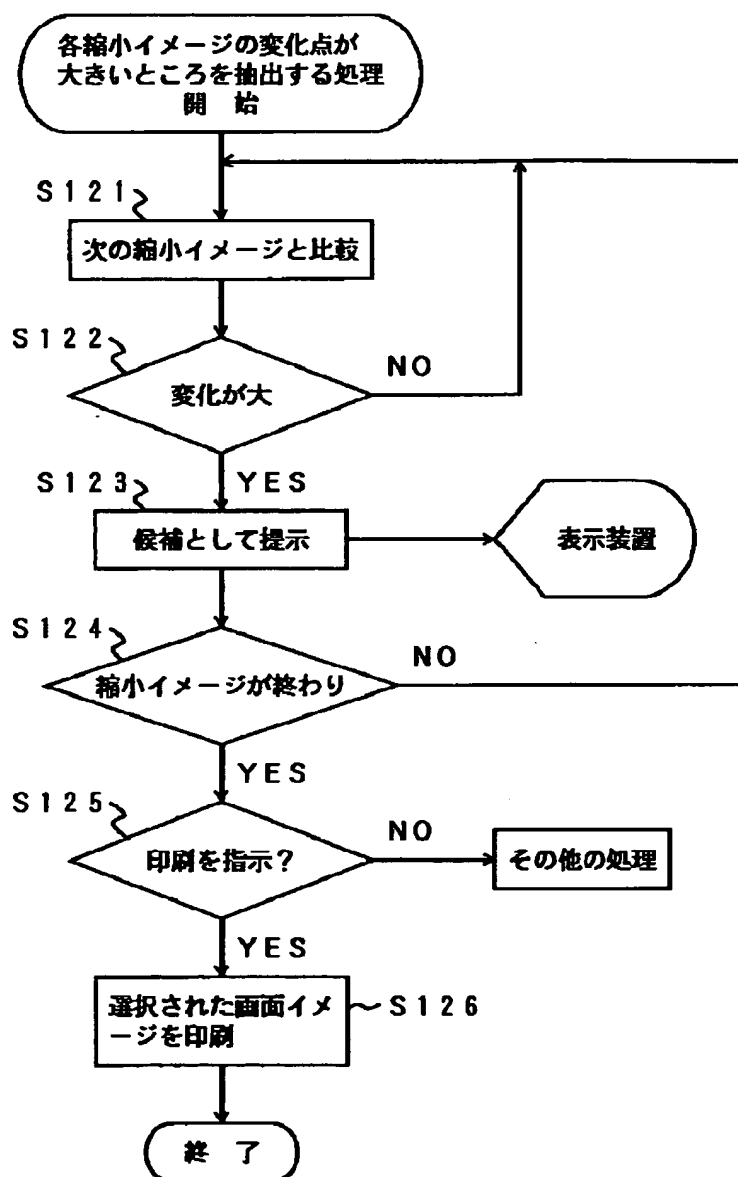 各縮小イメージの変化点が
大きいところを抽出する処理
開 始
S121
次の縮小イメージと比較
S122
変化が大
NO
YES
S123
候補として提示
表示装置
S124
縮小イメージが終わり
NO
YES
S125
印刷を指示?
NO
その他の処理
YES
選択された画面イメ
ージを印刷
S126
終 了